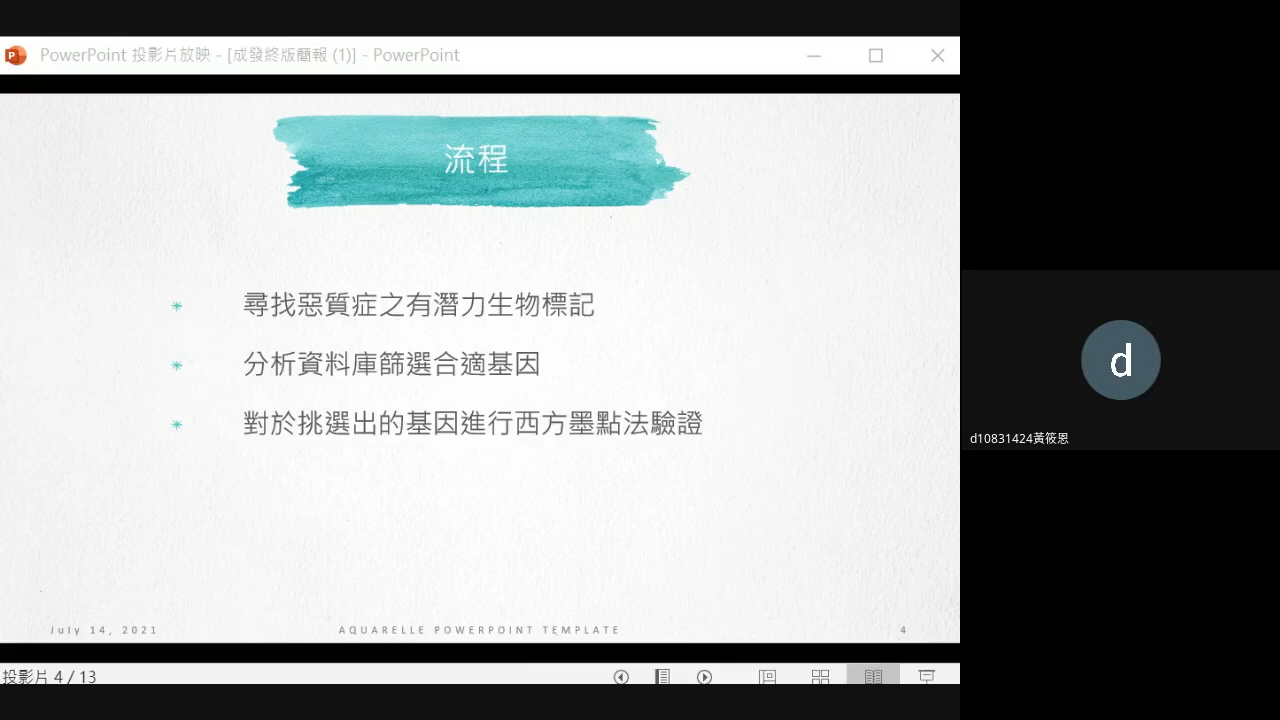 PowerPoint 投影片放映 - [成發終版簡報 (1)] - PowerPoint
流程
尋找惡質症之有潛力生物標記
分析資料庫篩選合適基因
對於挑選出的基因進行西方墨點法驗證
d
d10831424黃筱恩
July 14, 2021
AQUARELLE POWERPOINT TEMPLATE
4
投影片 4 / 13